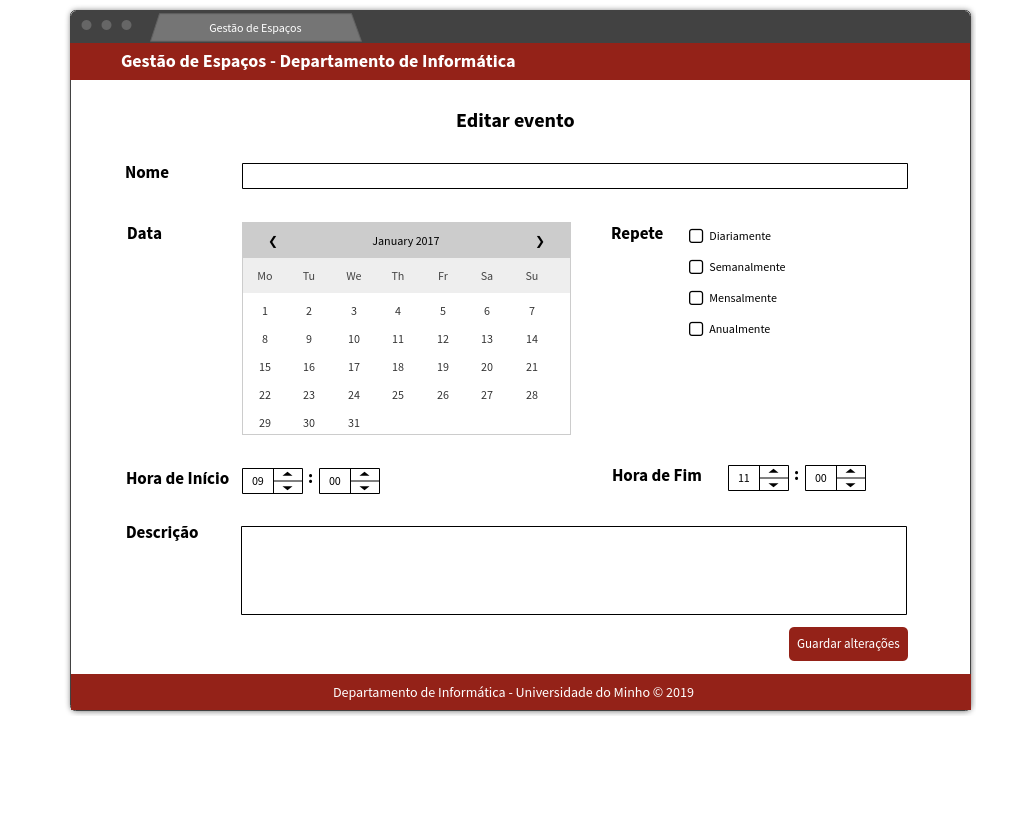 Gestão de Espaços
Gestão de Espaços - Departamento de Informática
Editar evento
Nome
Data
❮ January 2017 ❯
Mo Tu We Th Fr Sa Su
1 2 3 4 5 6 7
8 9 10 11 12 13 14
15 16 17 18 19 20 21
22 23 24 25 26 27 28
29 30 31
Repete
Diariamente
Semanalmente
Mensalmente
Anualmente
Hora de Início 09 : 00
Hora de Fim 11 : 00
Descrição
Guardar alterações
Departamento de Informática - Universidade do Minho © 2019